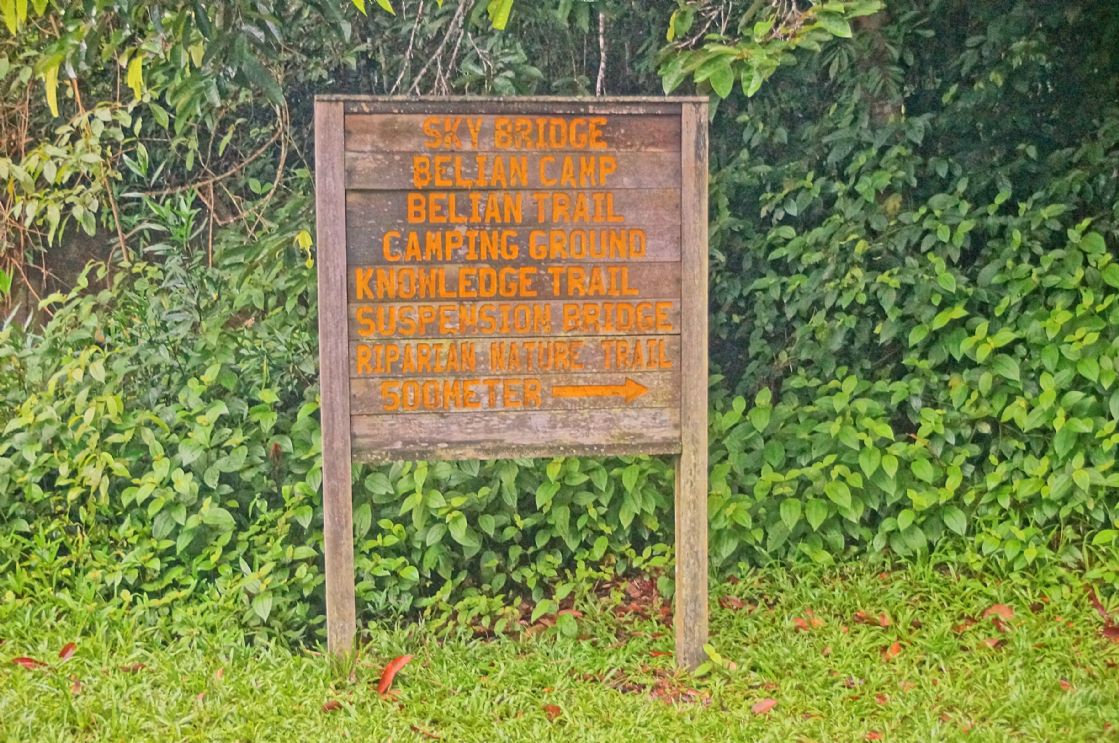 SKY BRIDGE
BELIAN CAMP
BELIAN TRAIL
CAMPING GROUND
KNOWLEDGE TRAIL
SUSPENSION BRIDGE
RIPARIAN NATURE TRAIL
500METER →